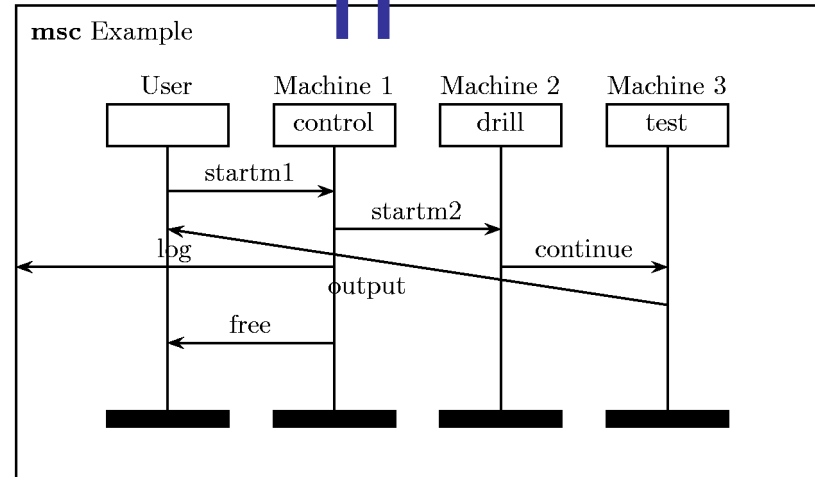 msc Example
User Machine 1 Machine 2 Machine 3
control drill test
startm1
startm2
log continue
output
free